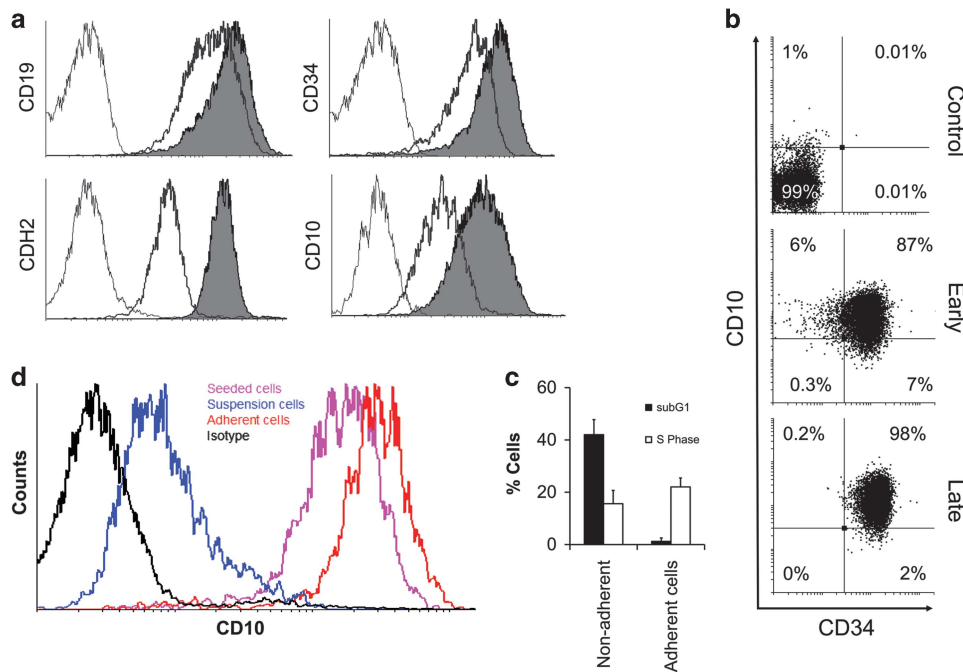 a
CD19
CD34
CDH2
CD10
b
1%
0.01%
99%
0.01%
Control
6%
87%
0.3%
7%
Early
0.2%
98%
0%
2%
Late
CD10
CD34
d
Seeded cells
Suspension cells
Adherent cells
Isotype
Counts
CD10
c
60
40
20
0
% Cells
subG1
S Phase
Non-adherent
Adherent cells